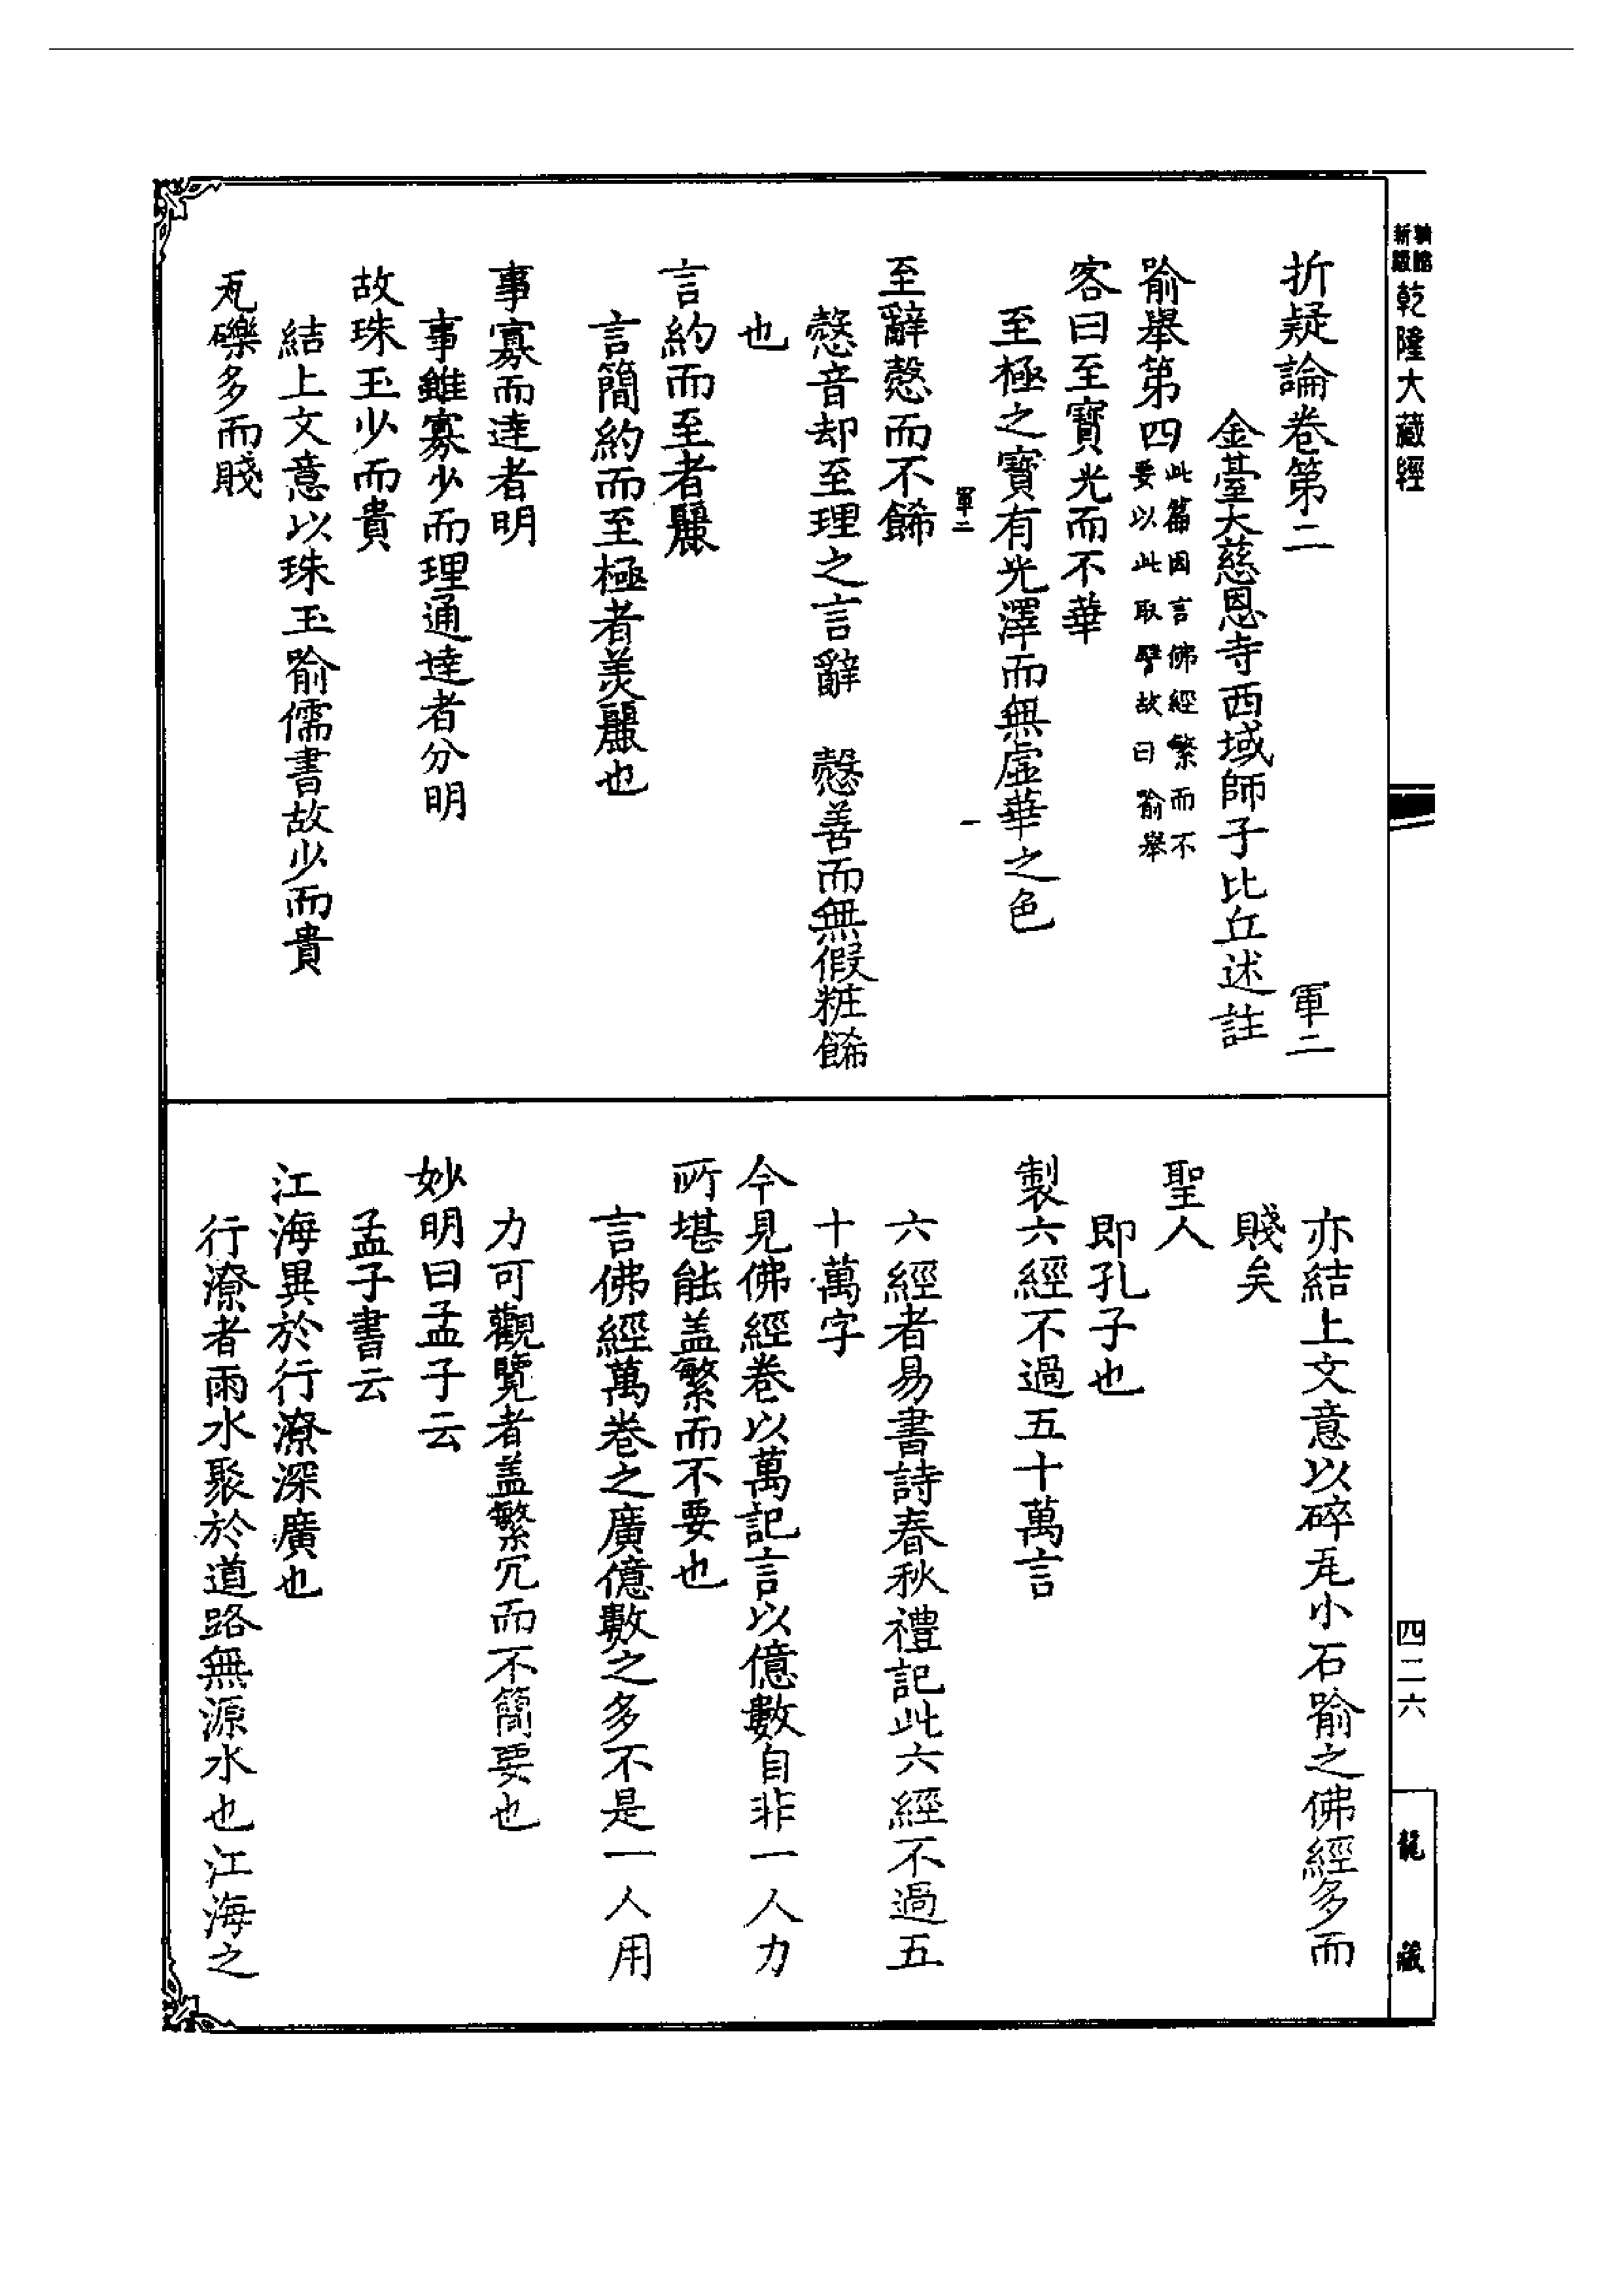 新
乾隆大藏經
折疑論卷第二 軍二
金臺大慈恩寺西域師子比丘述註
喻舉第四
此篇因言佛經繁而不
要以此取譬故曰喻舉
客曰至寶光而不華
至極之寶有光澤而無虛華之色
軍二 一
至辭慤而不餙
慤音却至理之言辭 慤善而無假粧餙
也
言約而至者麗
言簡約而至極者美麗也
事寡而達者明
事雖寡少而理通達者分明
故珠玉少而貴
結上文意以珠玉喻儒書故少而貴
瓦礫多而賤
亦結上文意以碎瓦小石喻之佛經多而
賤矣
聖人
即孔子也
製六經不過五十萬言
六經者易書詩春秋禮記此六經不過五
十萬字
今見佛經卷以萬記言以億數自非一人力
所堪能盖繁而不要也
言佛經萬卷之廣億數之多不是一人用
力可觀覽者盖繁冗而不簡要也
妙明曰孟子云
孟子書云
江海異於行潦深廣也
行潦者雨水聚於道路無源水也江海之
四二六
龍藏